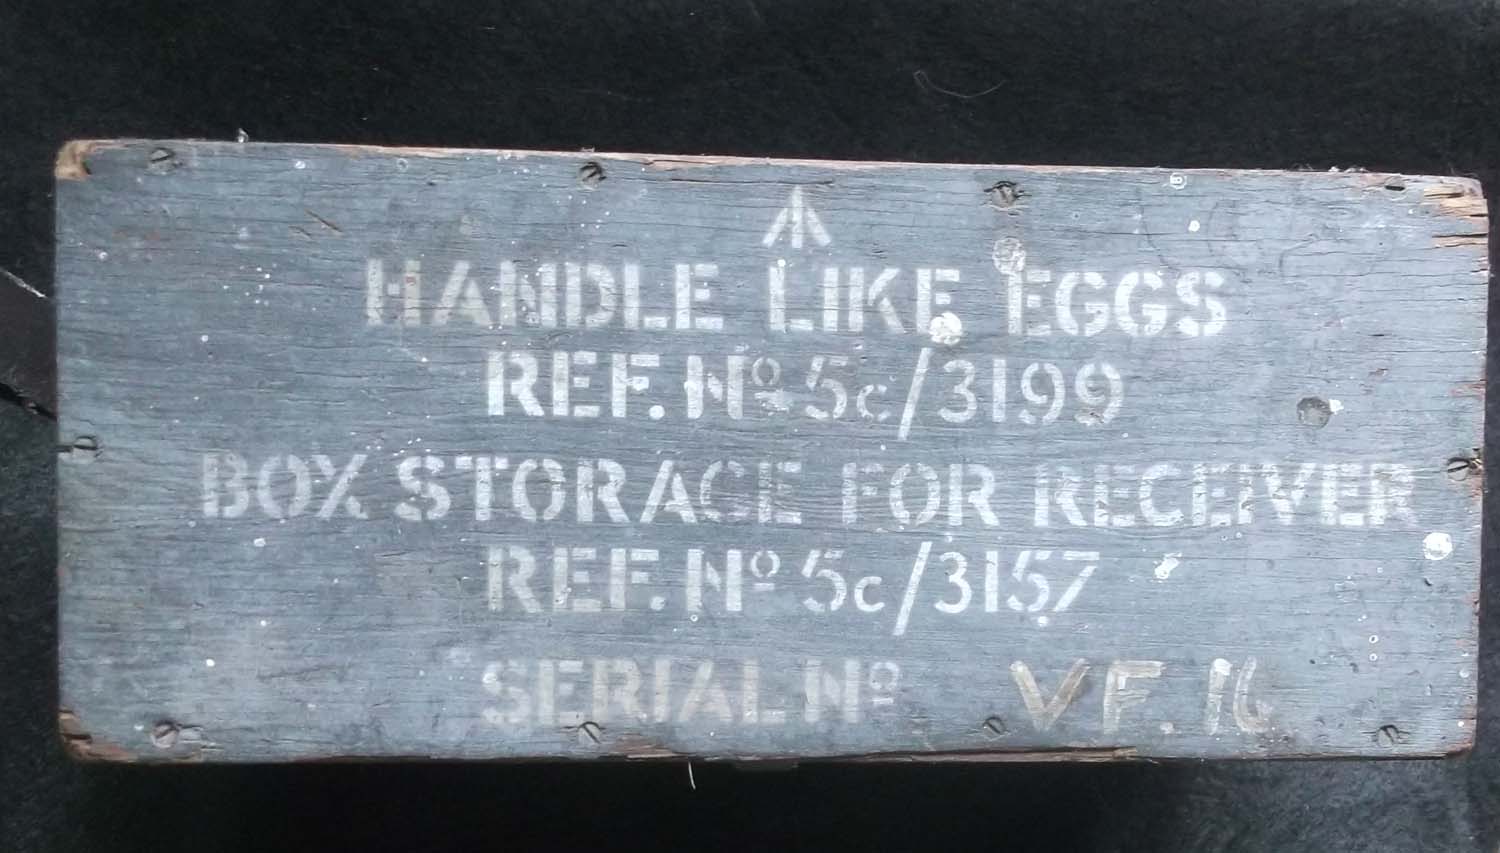 HANDLE LIKE EGGS
REF. Nº 5c/3199
BOX STORAGE FOR RECEIVER
REF. Nº 5c/3157
SERIAL Nº VF.16